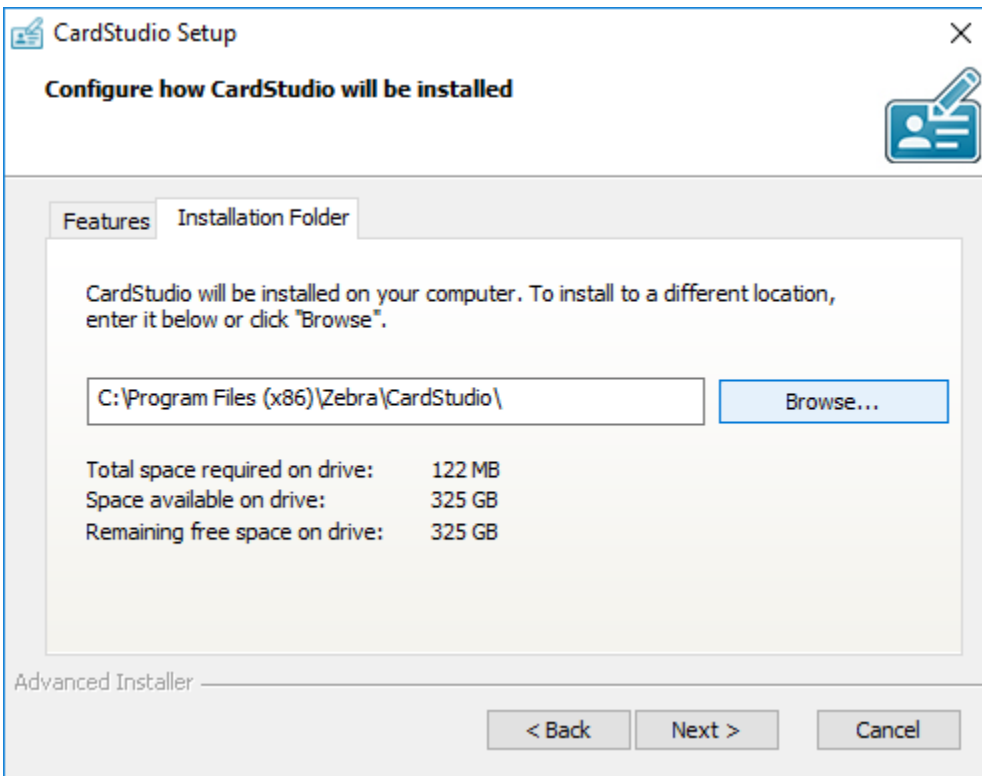 CardStudio Setup
Configure how CardStudio will be installed
Features
Installation Folder
CardStudio will be installed on your computer. To install to a different location,
enter it below or click "Browse".
C:\Program Files (x86)\Zebra\CardStudio\
Browse...
Total space required on drive: 122 MB
Space available on drive: 325 GB
Remaining free space on drive: 325 GB
Advanced Installer
< Back
Next >
Cancel